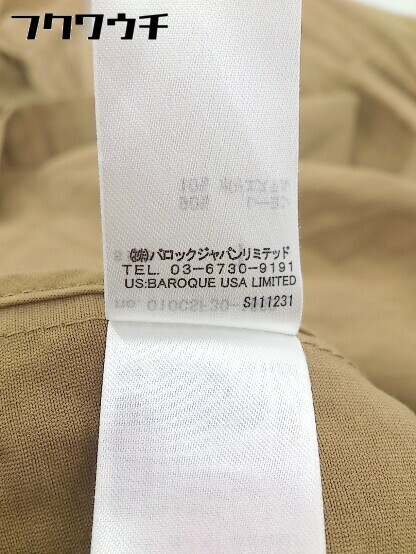 フクワウチ
㈱バロックジャパンリミテッド
TEL. 03-6730-9191
US:BAROQUE USA LIMITED
S111231